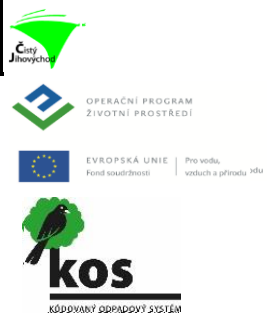 Čistý
Jihovýchod
OPERAČNÍ PROGRAM
ŽIVOTNÍ PROSTŘEDÍ
EVROPSKÁ UNIE
Fond soudržnosti
Pro vodu,
vzduch a přírodu
kos
KÓDOVANÝ ODPADOVÝ SYSTÉM